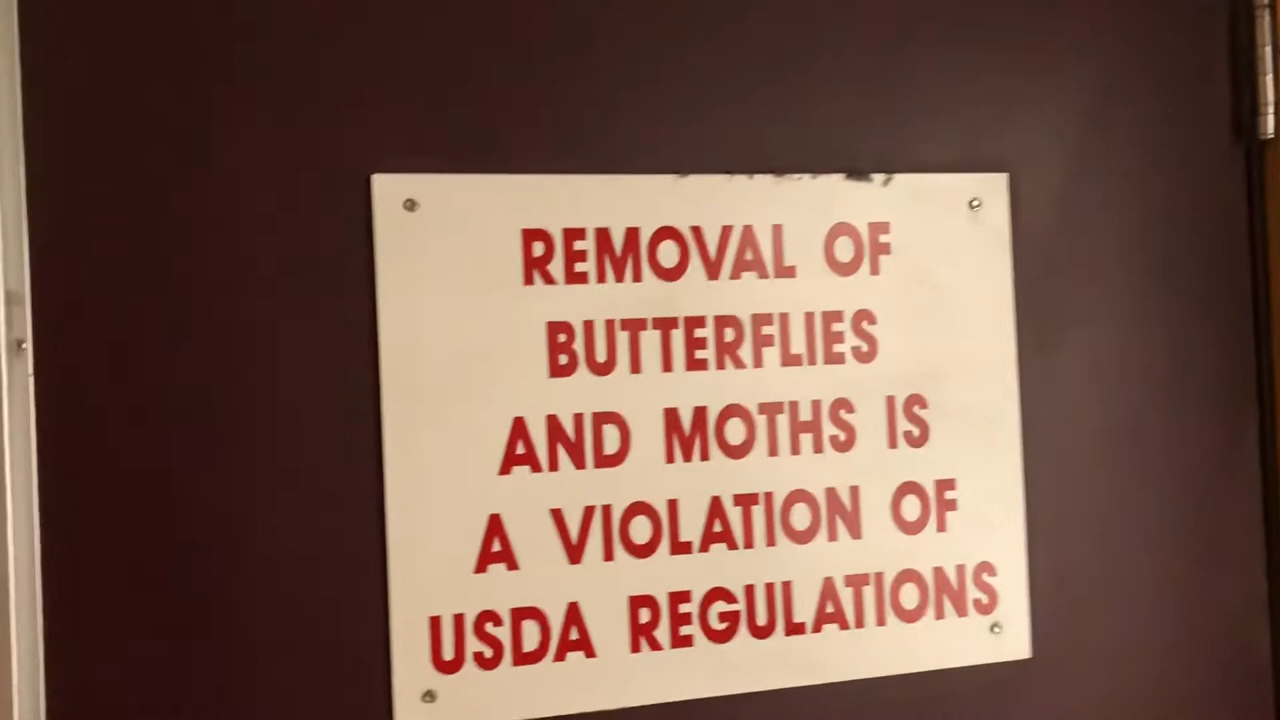 REMOVAL OF
BUTTERFLIES
AND MOTHS IS
A VIOLATION OF
USDA REGULATIONS